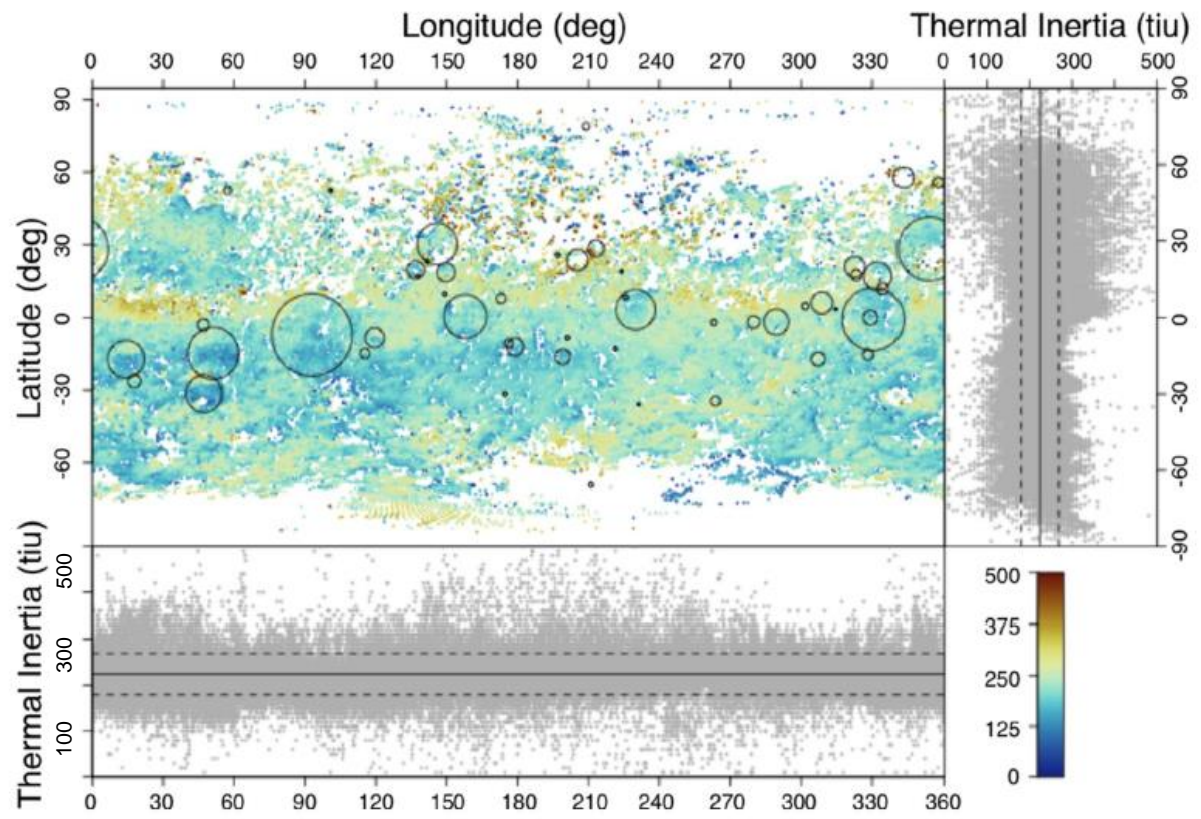 Longitude (deg) Thermal Inertia (tiu)
0 30 60 90 120 150 180 210 240 270 300 330 0 100 300 500
90 60 30 0 -30 -60
Latitude (deg)
90 60 30 0 -30 -60 -90
Thermal Inertia (tiu)
500 300 100
0 30 60 90 120 150 180 210 240 270 300 330 360
500
375
250
125
0